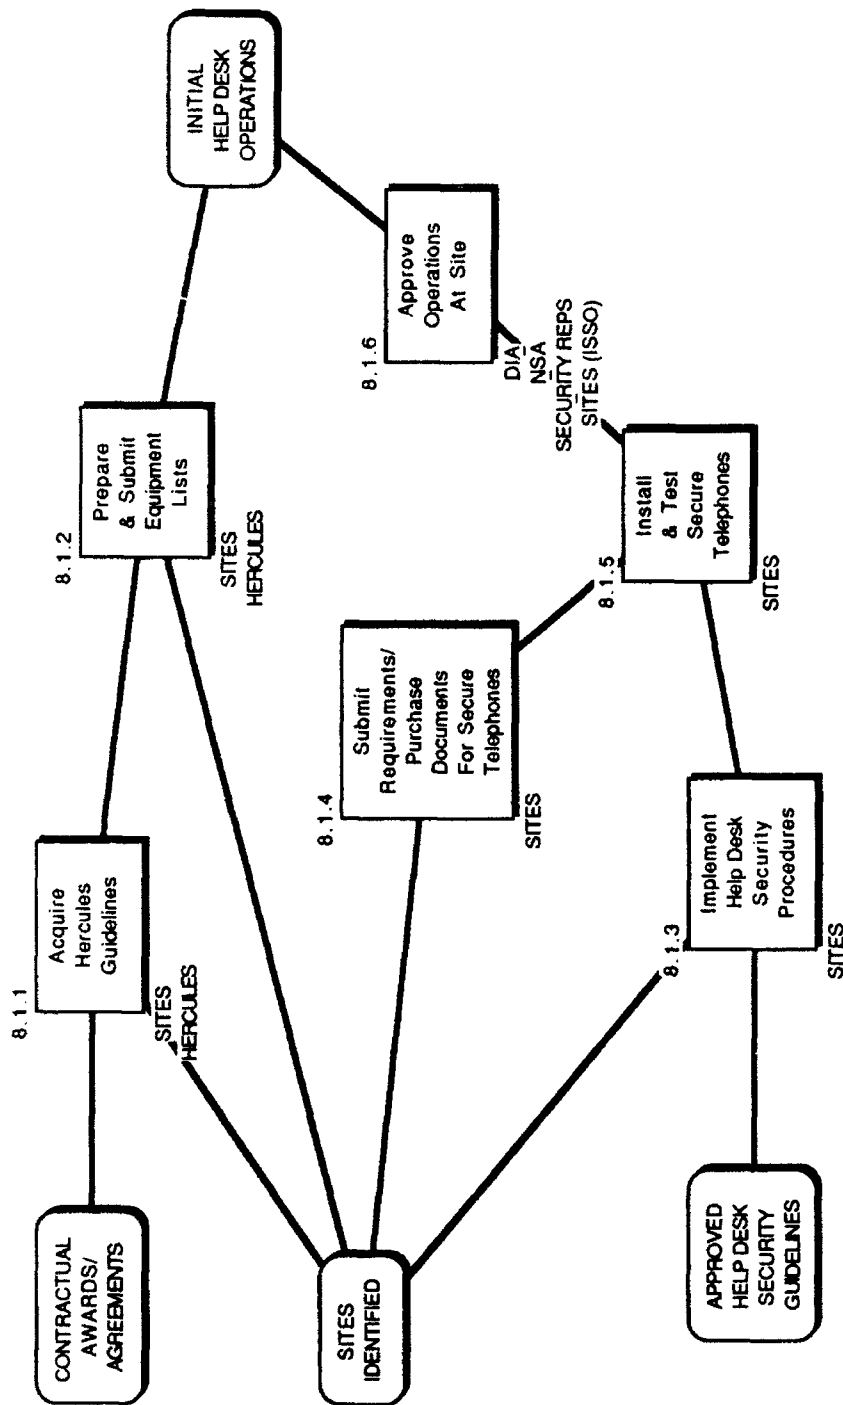 CONTRACTUAL
AWARDS/
AGREEMENTS
SITES
IDENTIFIED
APPROVED
HELP DESK
SECURITY
GUIDELINES
8.1.1
Acquire
Hercules
Guidelines
SITES
HERCULES
8.1.2
Prepare
& Submit
Equipment
Lists
SITES
HERCULES
8.1.3
Implement
Help Desk
Security
Procedures
SITES
8.1.4
Submit
Requirements/
Purchase
Documents
For Secure
Telephones
SITES
8.1.5
Install
& Test
Secure
Telephones
SITES
8.1.6
Approve
Operations
At Site
DIA
NSA
SECURITY REPS
SITES (ISSO)
INITIAL
HELP DESK
OPERATIONS